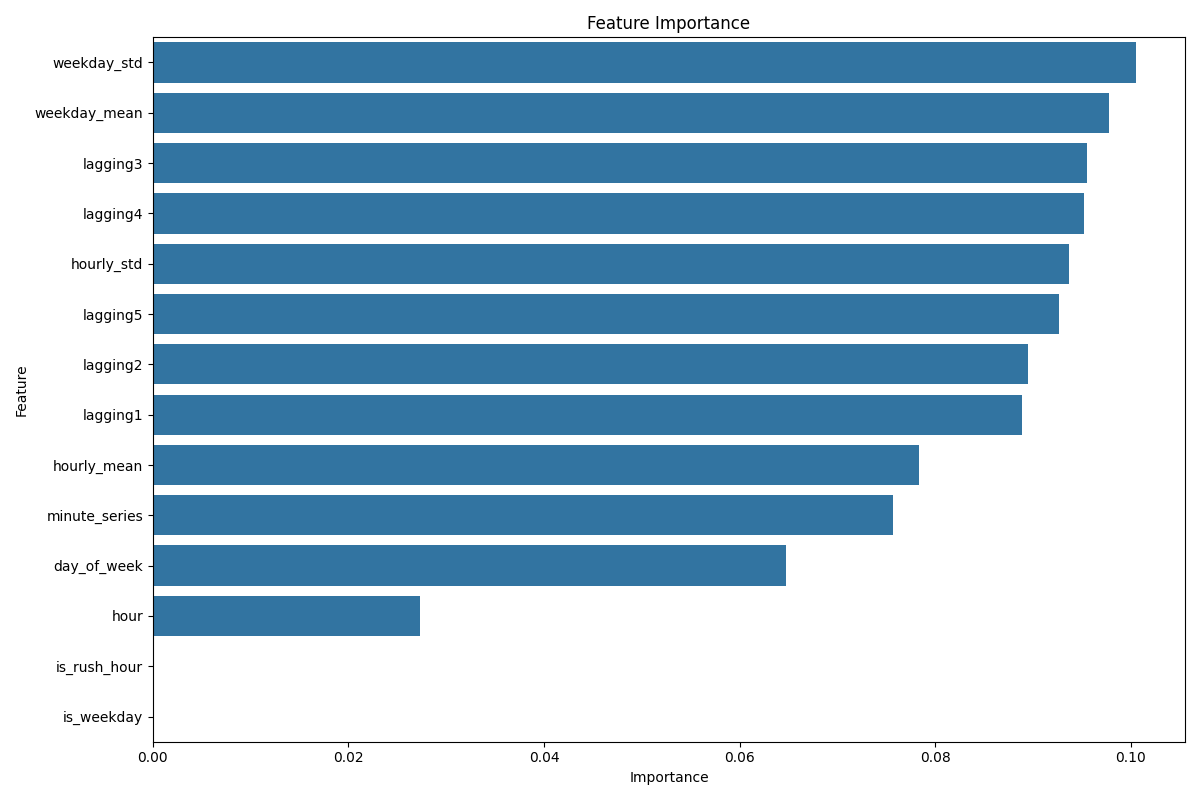 Feature Importance
Feature
weekday_std
weekday_mean
lagging3
lagging4
hourly_std
lagging5
lagging2
lagging1
hourly_mean
minute_series
day_of_week
hour
is_rush_hour
is_weekday
0.00 0.02 0.04 0.06 0.08 0.10
Importance